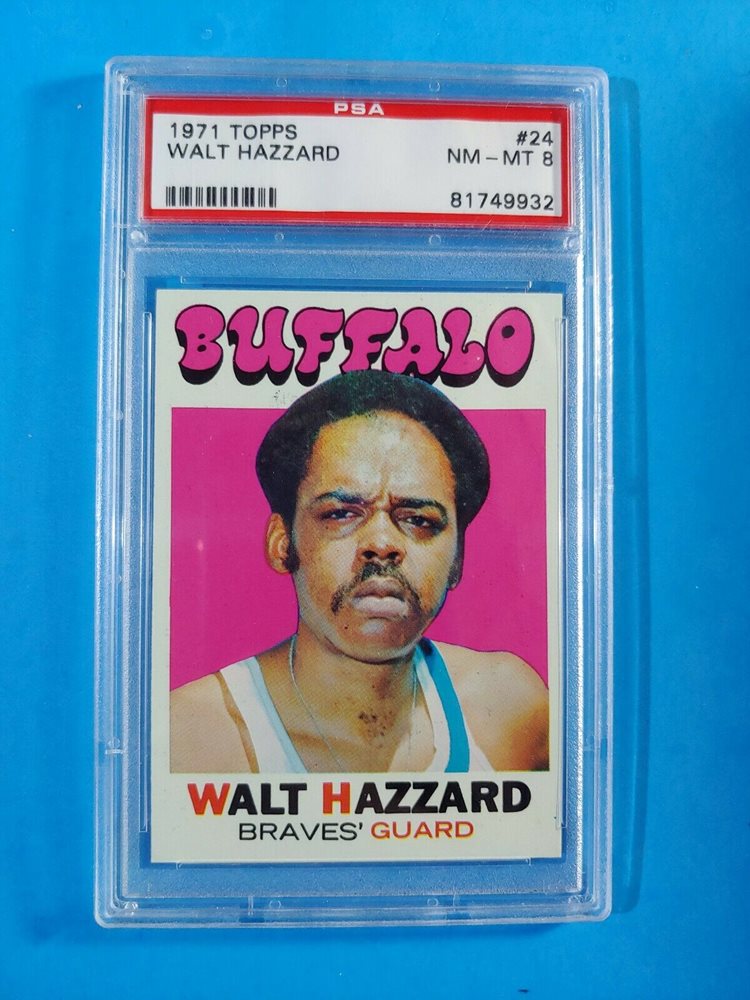 PSA
1971 TOPPS #24
WALT HAZZARD NM - MT 8
81749932
BUFFALO
WALT HAZZARD
BRAVES' GUARD